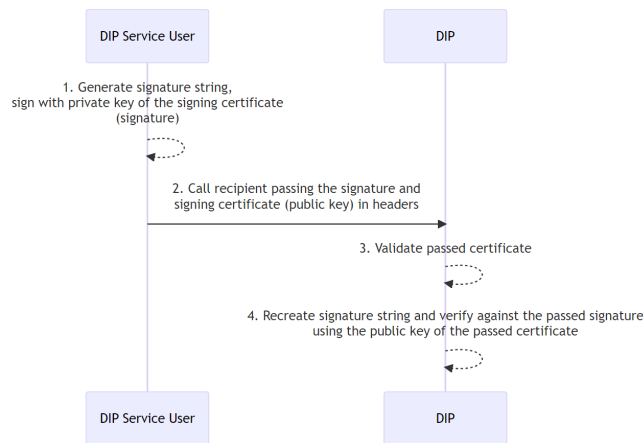 DIP Service User
DIP
1. Generate signature string,
sign with private key of the signing certificate
(signature)
2. Call recipient passing the signature and
signing certificate (public key) in headers
3. Validate passed certificate
4. Recreate signature string and verify against the passed signature
using the public key of the passed certificate
DIP Service User
DIP